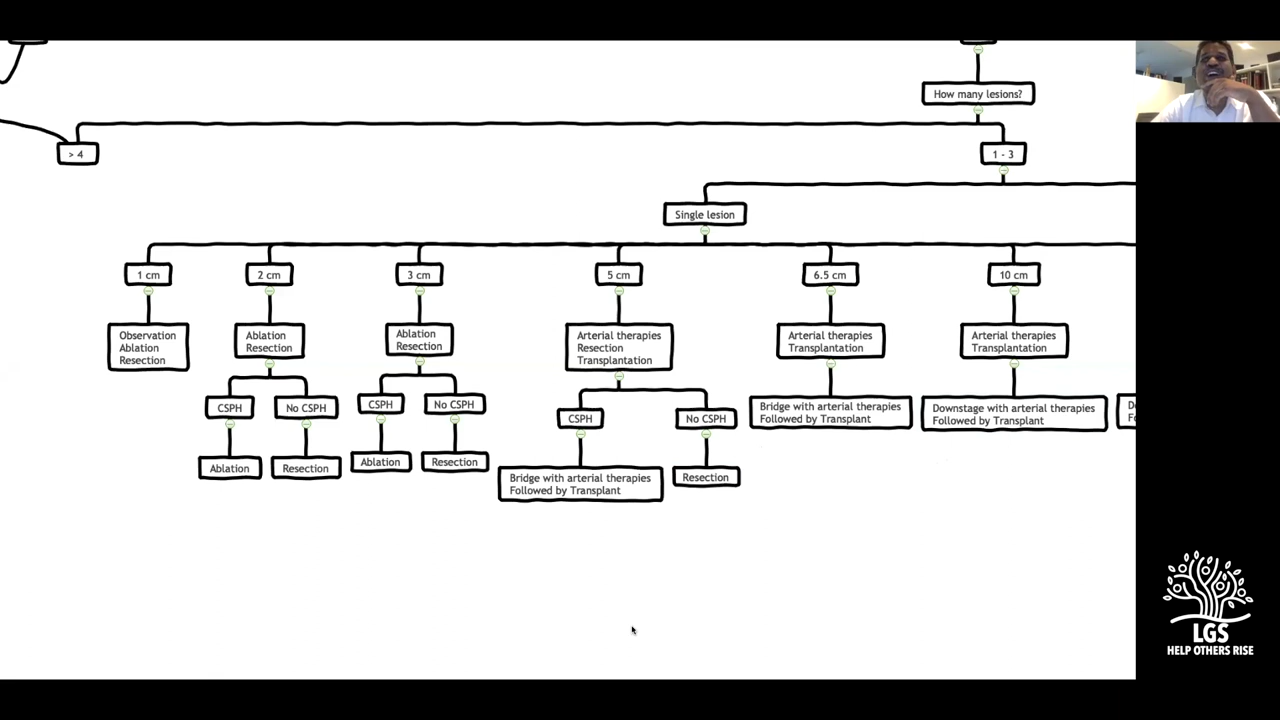 How many lesions?
> 4
1 - 3
Single lesion
1 cm
2 cm
3 cm
5 cm
6.5 cm
10 cm
Observation
Ablation
Resection
Ablation
Resection
Ablation
Resection
Arterial therapies
Resection
Transplantation
Arterial therapies
Transplantation
Arterial therapies
Transplantation
CSPH
No CSPH
CSPH
No CSPH
CSPH
No CSPH
Bridge with arterial therapies
Followed by Transplant
Downstage with arterial therapies
Followed by Transplant
Ablation
Resection
Ablation
Resection
Bridge with arterial therapies
Followed by Transplant
Resection
LGS
HELP OTHERS RISE